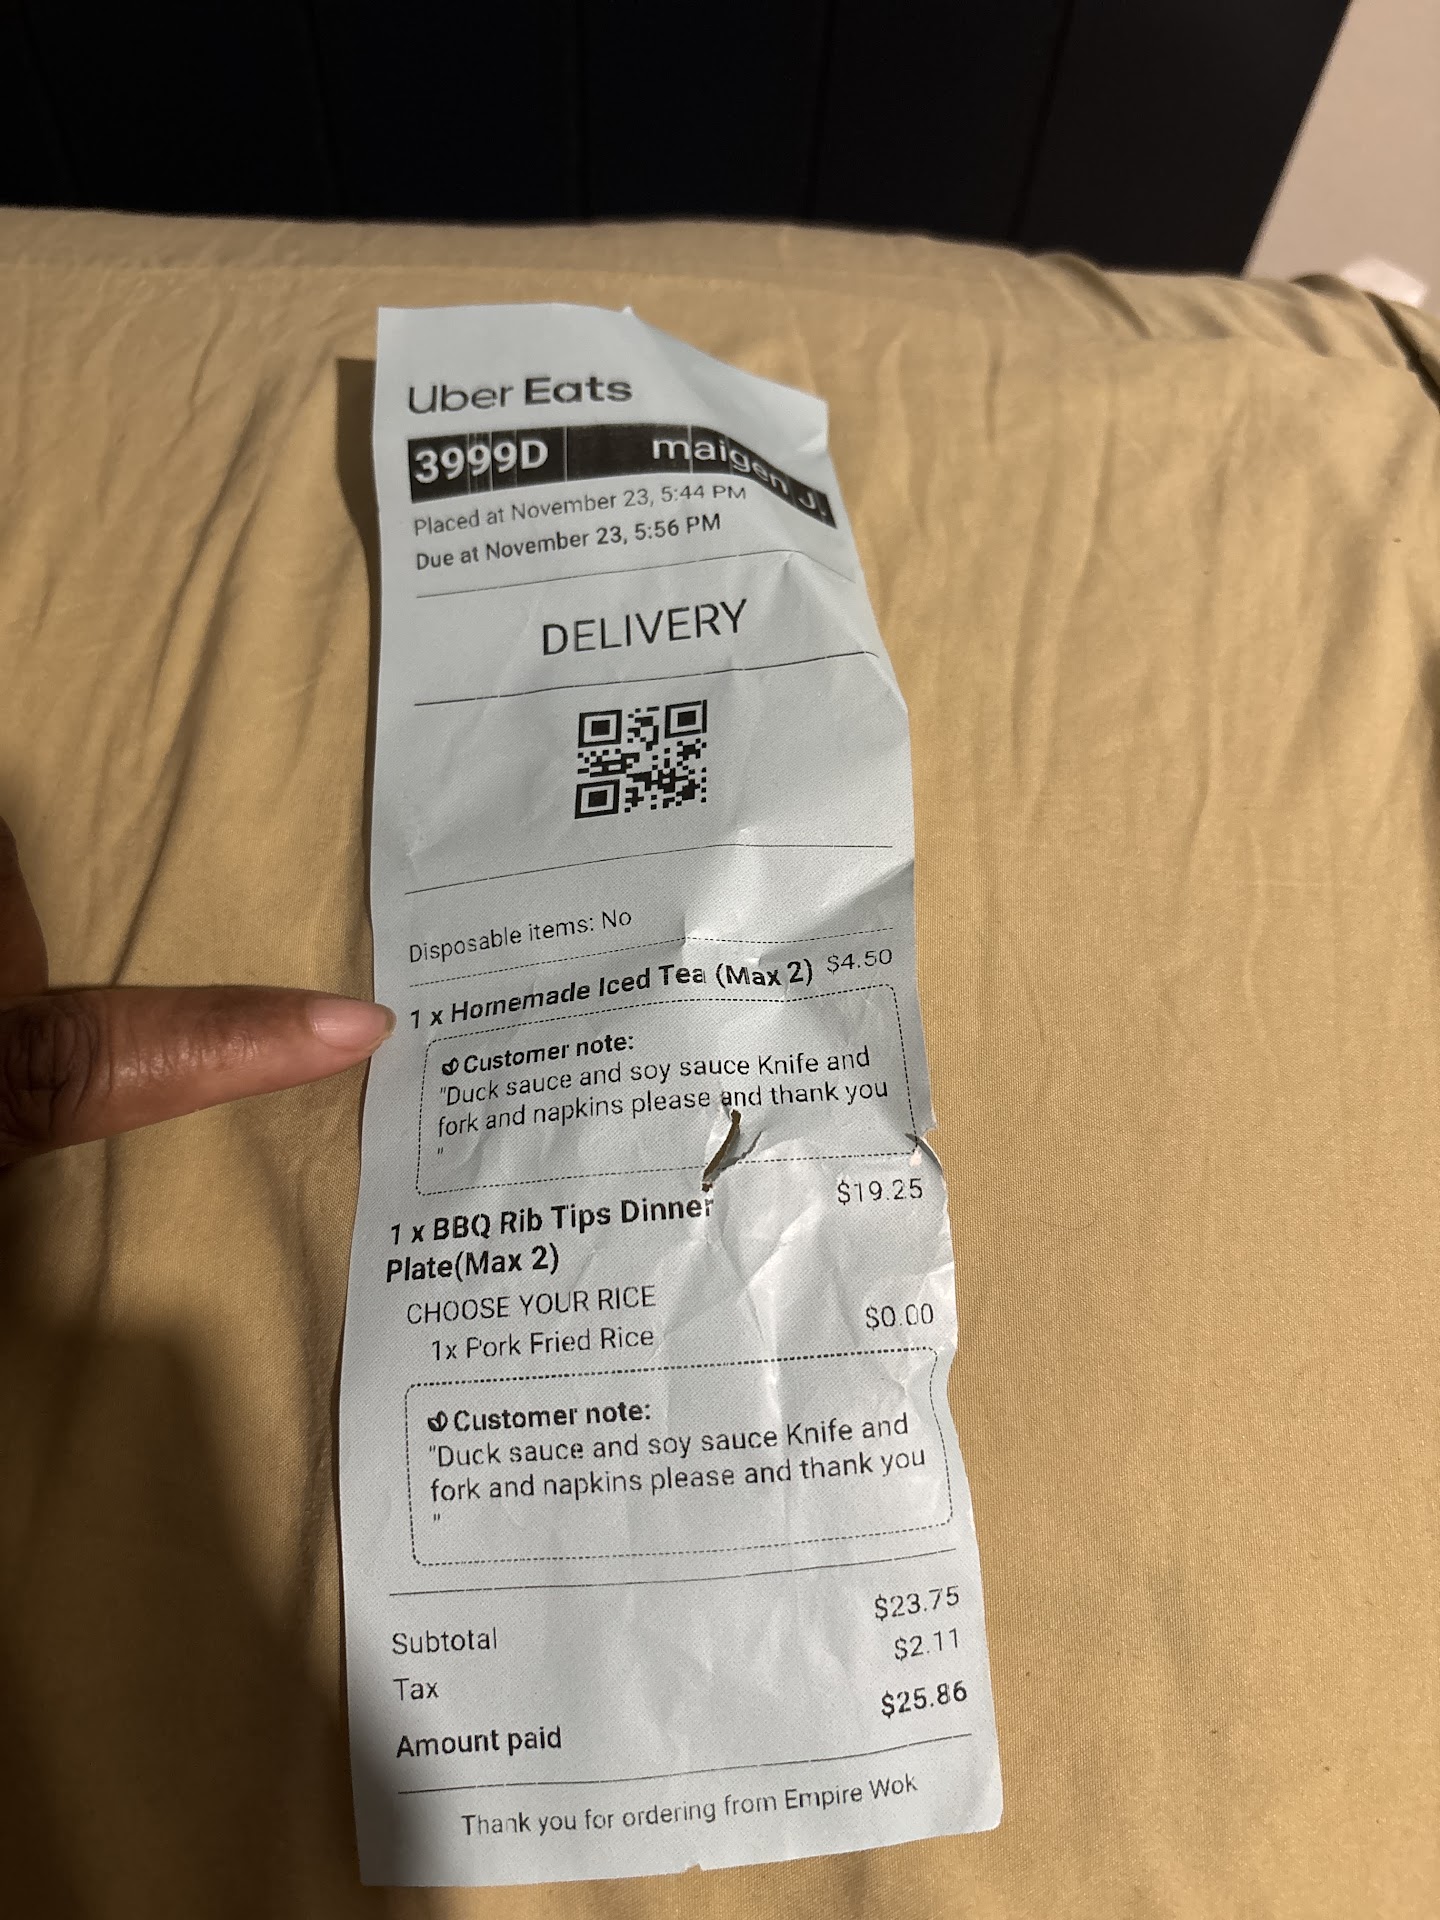 Uber Eats
3999D maigen J.
Placed at November 23, 5:44 PM
Due at November 23, 5:56 PM
DELIVERY
Disposable items: No
1 x Homemade Iced Tea (Max 2) $4.50
Customer note:
"Duck sauce and soy sauce Knife and
fork and napkins please and thank you
"
1 x BBQ Rib Tips Dinner $19.25
Plate(Max 2)
CHOOSE YOUR RICE
1x Pork Fried Rice $0.00
Customer note:
"Duck sauce and soy sauce Knife and
fork and napkins please and thank you
"
Subtotal $23.75
Tax $2.11
Amount paid $25.86
Thank you for ordering from Empire Wok